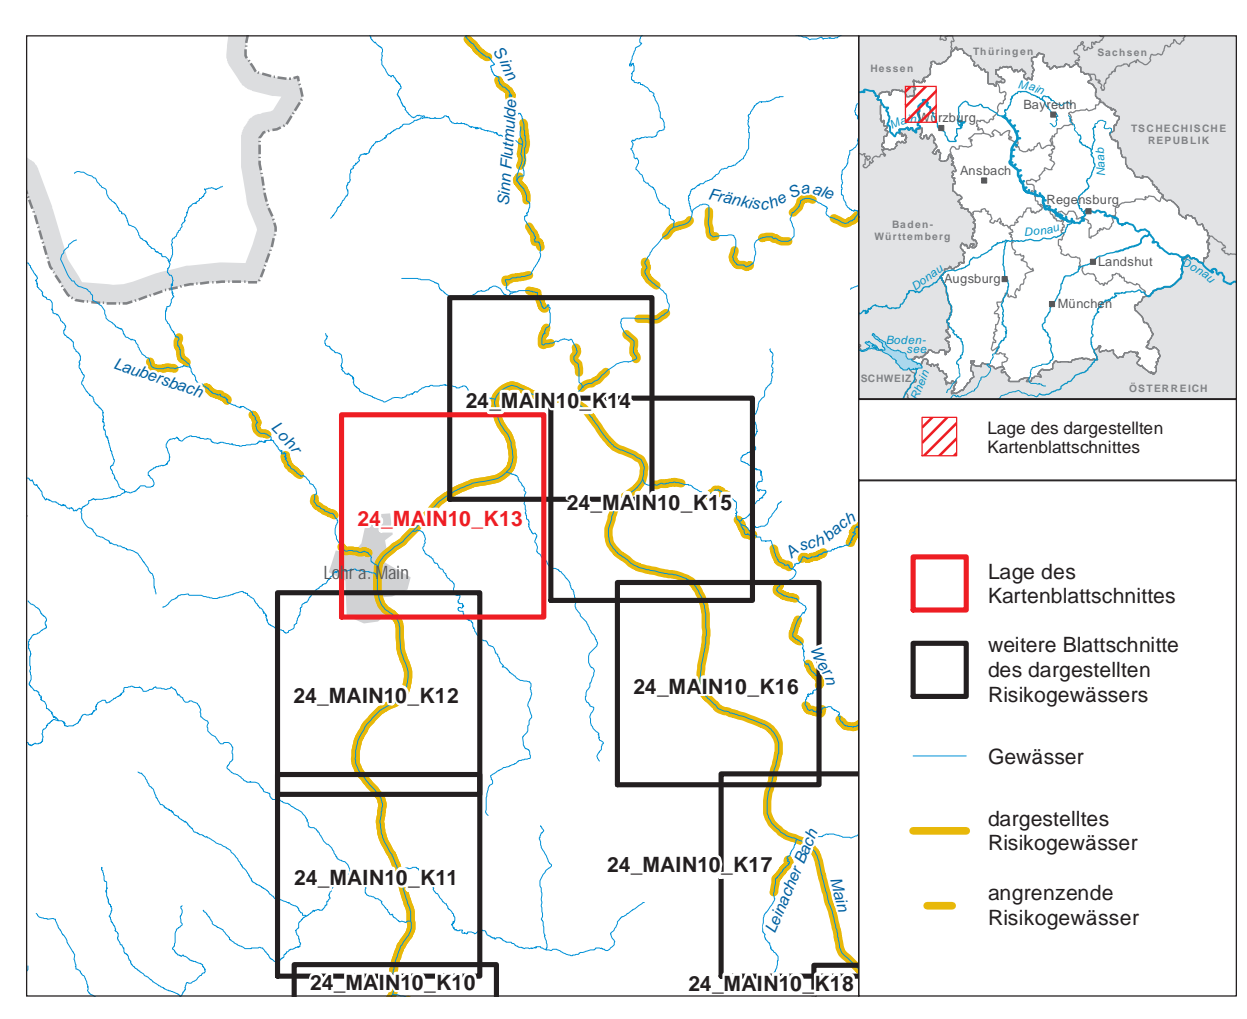 Sinn
Sinn Flutmulde
Fränkische Saale
Laubersbach
Lohr
24_MAIN10_K14
24_MAIN10_K15
24_MAIN10_K13
Aschbach
Lohr a. Main
Wern
24_MAIN10_K12
24_MAIN10_K16
24_MAIN10_K11
24_MAIN10_K17
Leinacher Bach
Main
24_MAIN10_K10
24_MAIN10_K18
Thüringen
Sachsen
Hessen
Main
Bayreuth
Main
Würzburg
TSCHECHISCHE
REPUBLIK
Naab
Ansbach
Regensburg
Baden-
Württemberg
Donau
Landshut
Donau
Donau
Augsburg
München
Boden-
see
SCHWEIZ
Rhein
ÖSTERREICH
Lage des dargestellten
Kartenblattschnittes
Lage des
Kartenblattschnittes
weitere Blattschnitte
des dargestellten
Risikogewässers
Gewässer
dargestelltes
Risikogewässer
angrenzende
Risikogewässer